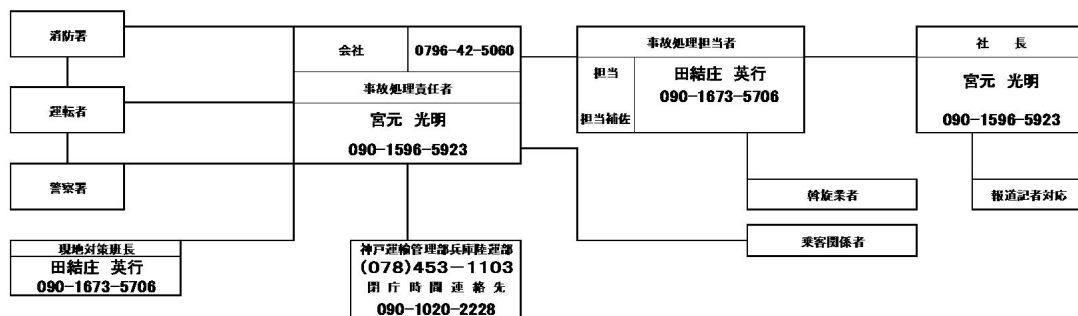 消防署
運転者
警察署
現地対策班長
田結庄 英行
090-1673-5706
会社 0796-42-5060
事故処理責任者
宮元 光明
090-1596-5923
神戸運輸管理部兵庫陸運部
(078)453-1103
閉庁時間連絡先
090-1020-2228
事故処理担当者
担当 田結庄 英行
090-1673-5706
担当補佐
斡旋業者
乗客関係者
社 長
宮元 光明
090-1596-5923
報道記者対応